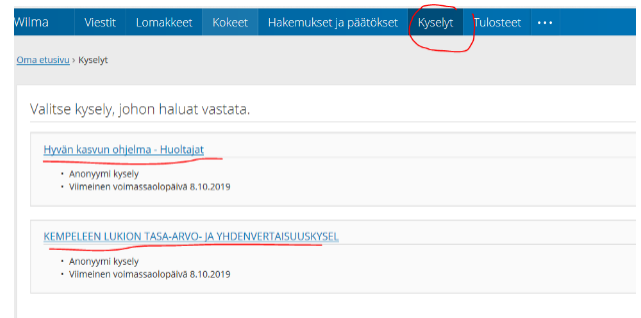 Wilma Viestit Lomakkeet Kokeet Hakemukset ja päätökset Kyselyt Tulosteet •••
Oma etusivu › Kyselyt
Valitse kysely, johon haluat vastata.
Hyvän kasvun ohjelma - Huoltajat
• Anonyymi kysely
• Viimeinen voimassaolopäivä 8.10.2019
KEMPELEEN LUKION TASA-ARVO- JA YHDENVERTAISUUSKYSEL
• Anonyymi kysely
• Viimeinen voimassaolopäivä 8.10.2019